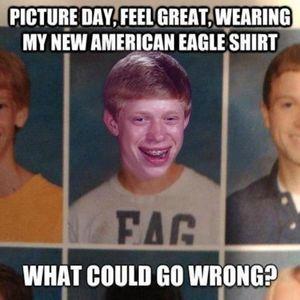 PICTURE DAY, FEEL GREAT, WEARING
MY NEW AMERICAN EAGLE SHIRT
FAG
WHAT COULD GO WRONG?